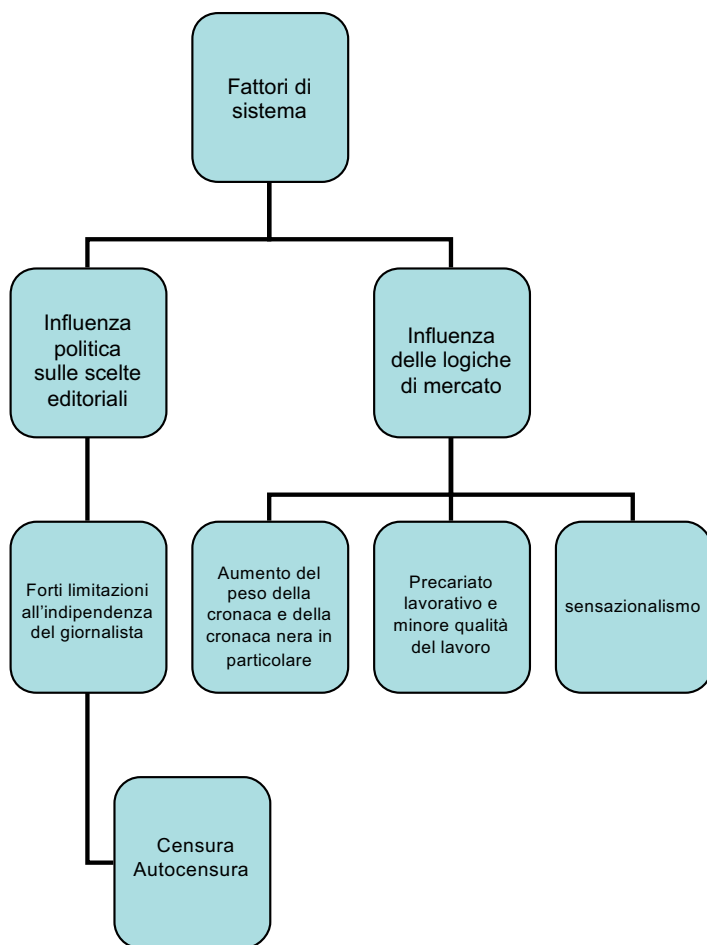 Fattori di
sistema
Influenza
politica
sulle scelte
editoriali
Influenza
delle logiche
di mercato
Forti limitazioni
all'indipendenza
del giornalista
Aumento del
peso della
cronaca e della
cronaca nera in
particolare
Precariato
lavorativo e
minore qualità
del lavoro
sensazionalismo
Censura
Autocensura